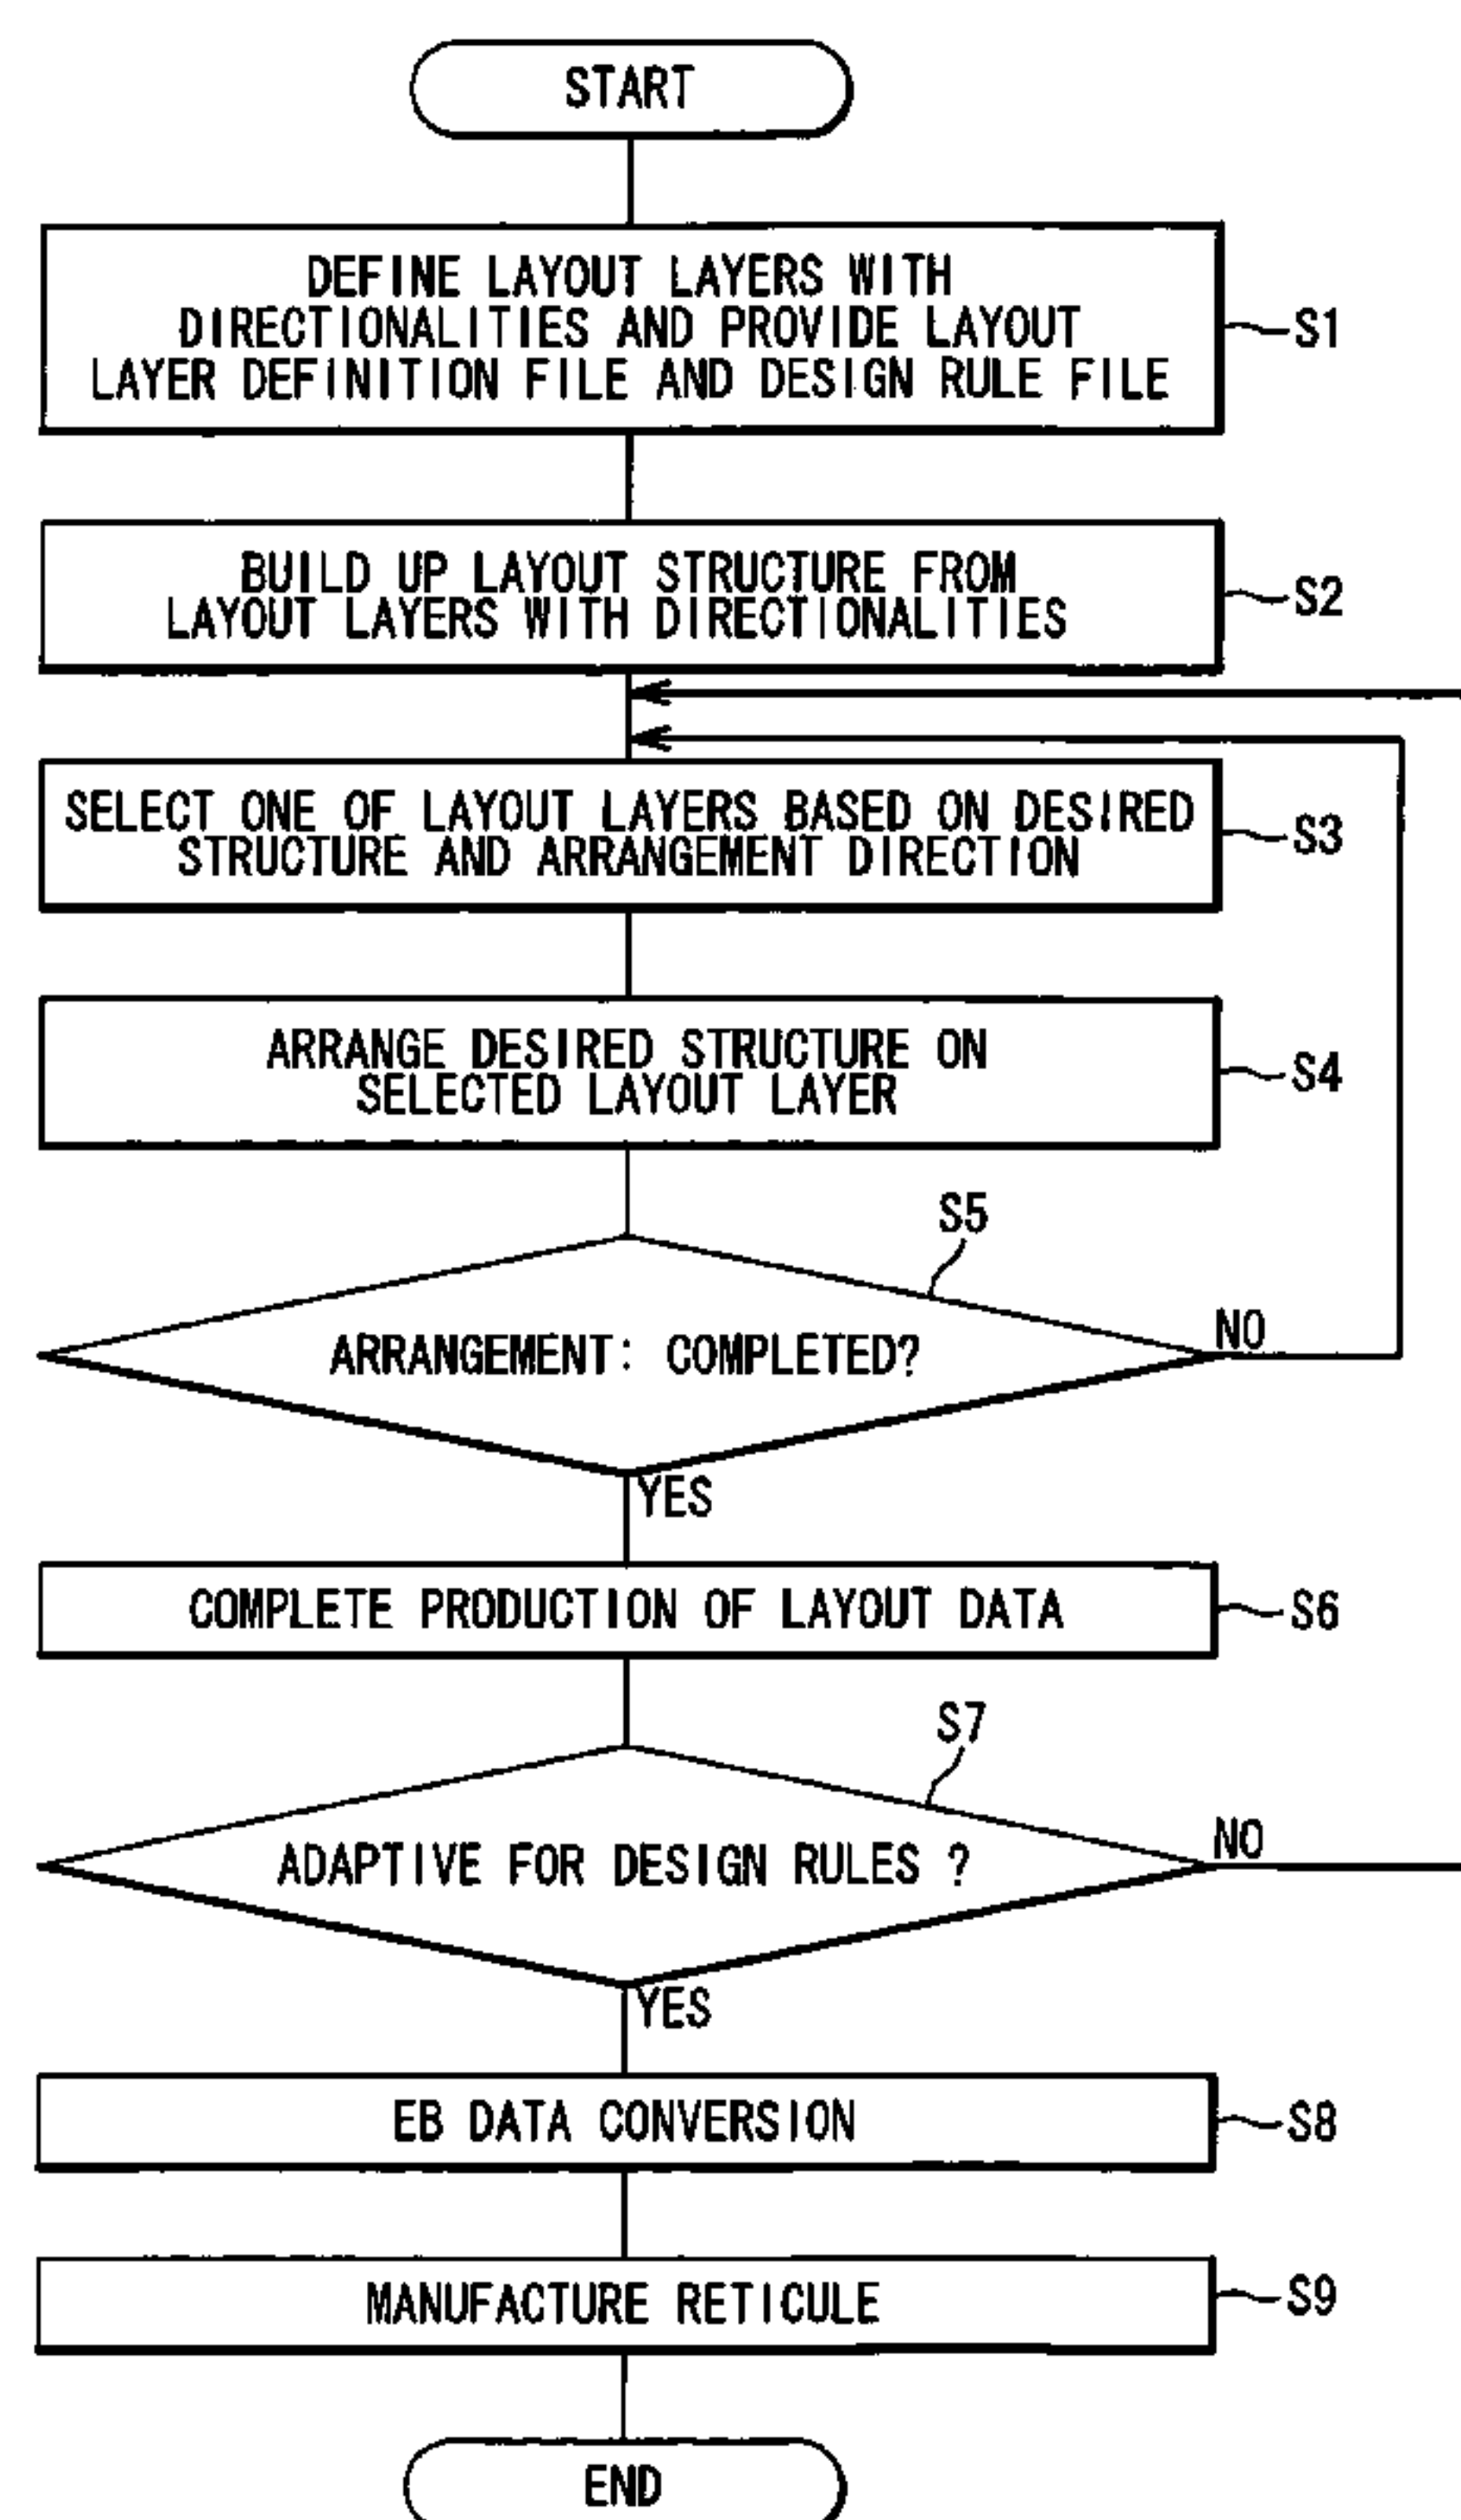 START
DEFINE LAYOUT LAYERS WITH
DIRECTIONALITIES AND PROVIDE LAYOUT
LAYER DEFINITION FILE AND DESIGN RULE FILE
S1
BUILD UP LAYOUT STRUCTURE FROM
LAYOUT LAYERS WITH DIRECTIONALITIES
S2
SELECT ONE OF LAYOUT LAYERS BASED ON DESIRED
STRUCTURE AND ARRANGEMENT DIRECTION
S3
ARRANGE DESIRED STRUCTURE ON
SELECTED LAYOUT LAYER
S4
S5
ARRANGEMENT: COMPLETED?
NO
YES
COMPLETE PRODUCTION OF LAYOUT DATA
S6
S7
ADAPTIVE FOR DESIGN RULES ?
NO
YES
EB DATA CONVERSION
S8
MANUFACTURE RETICULE
S9
END